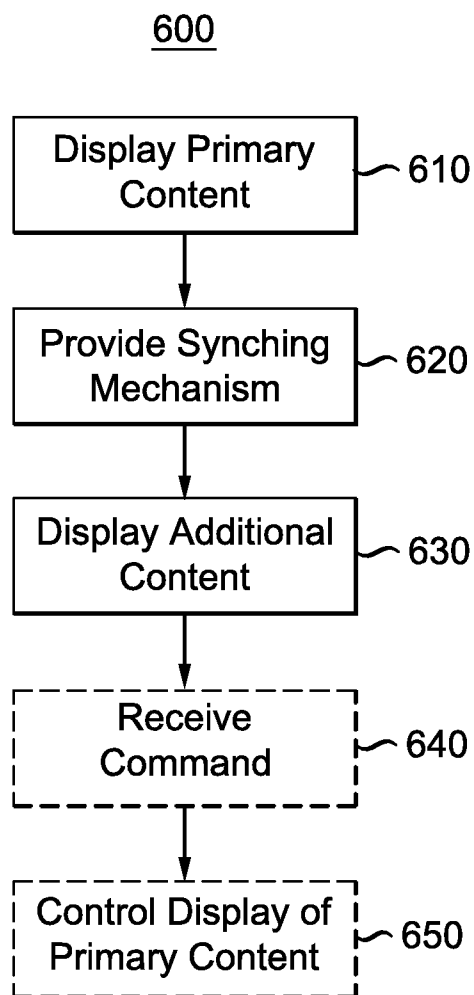 600
Display Primary
Content
610
Provide Synching
Mechanism
620
Display Additional
Content
630
Receive
Command
640
Control Display of
Primary Content
650